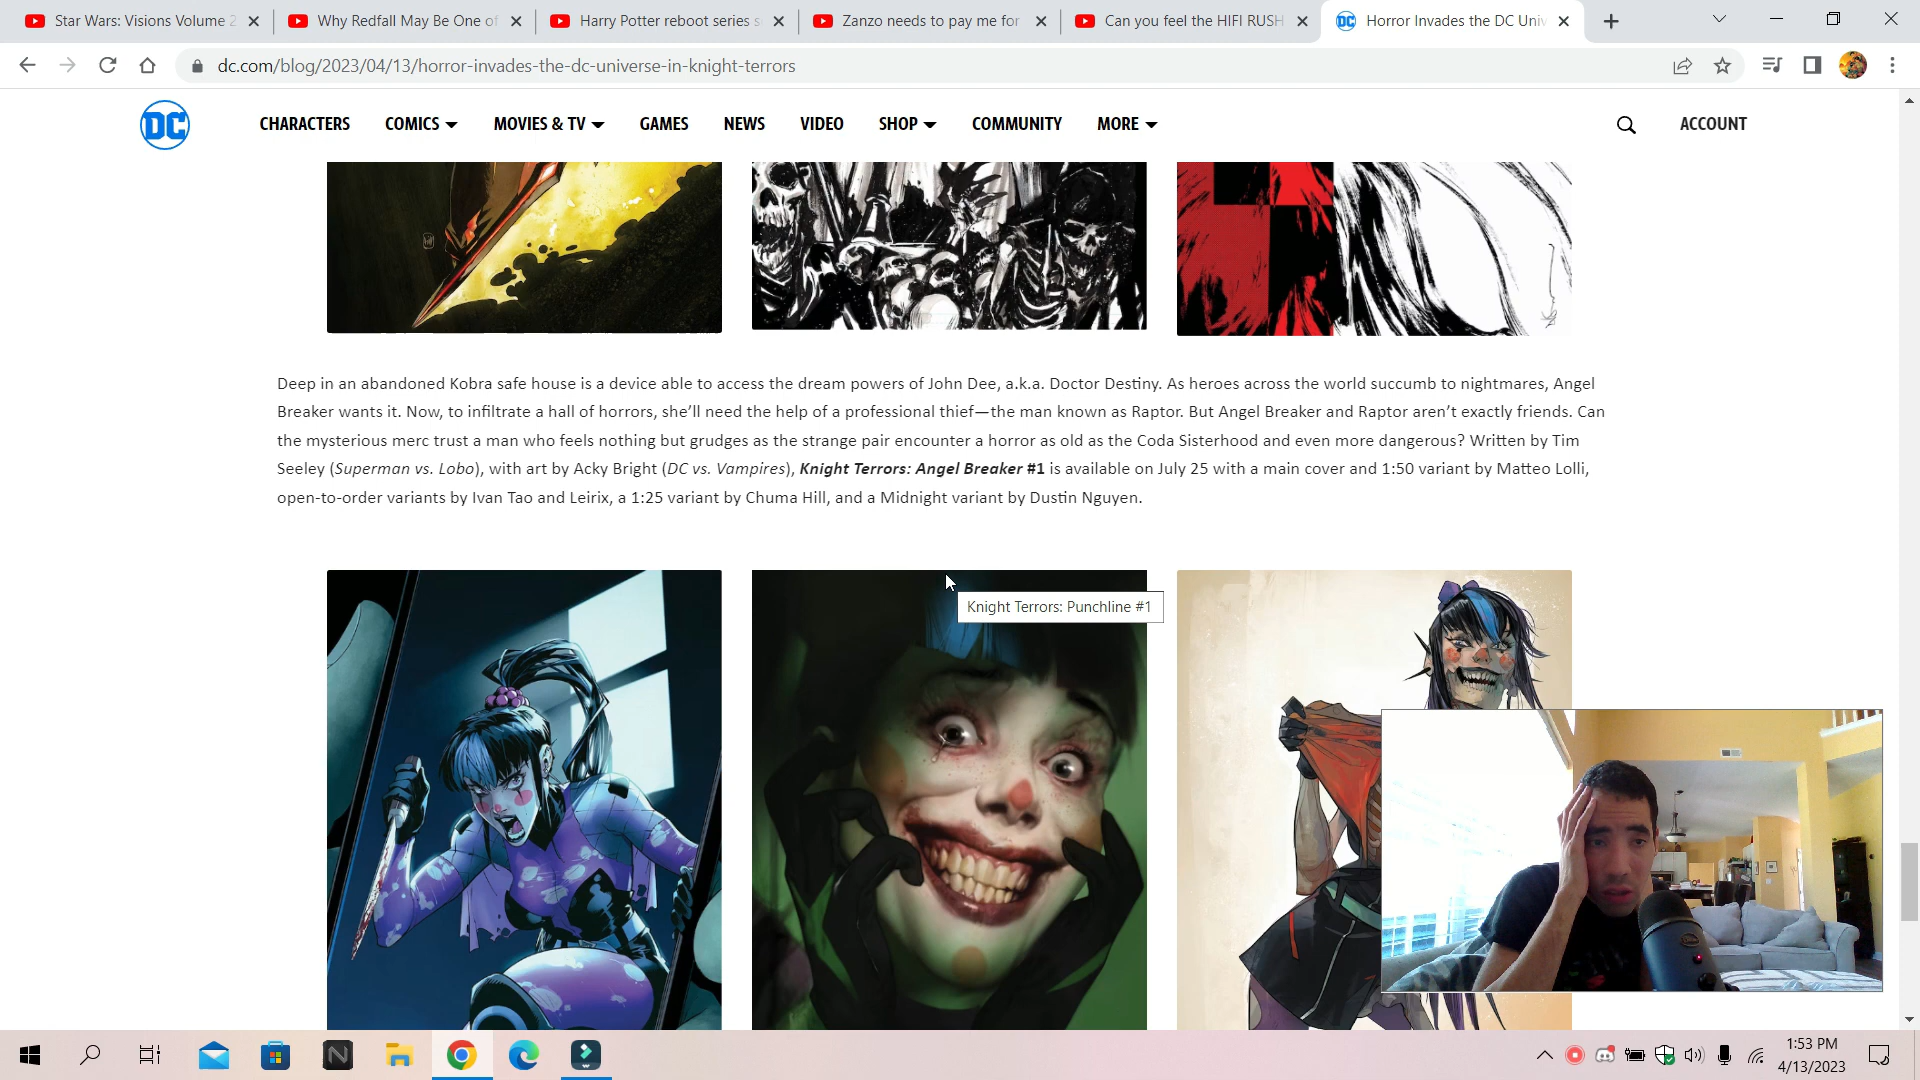 Star Wars: Visions Volume 2
Why Redfall May Be One of
Harry Potter reboot series s
Zanzo needs to pay me for
Can you feel the HIFI RUSH
DC Horror Invades the DC Univ
dc.com/blog/2023/04/13/horror-invades-the-dc-universe-in-knight-terrors
DC
CHARACTERS COMICS MOVIES & TV GAMES NEWS VIDEO SHOP COMMUNITY MORE ACCOUNT
Deep in an abandoned Kobra safe house is a device able to access the dream powers of John Dee, a.k.a. Doctor Destiny. As heroes across the world succumb to nightmares, Angel
Breaker wants it. Now, to infiltrate a hall of horrors, she’ll need the help of a professional thief—the man known as Raptor. But Angel Breaker and Raptor aren’t exactly friends. Can
the mysterious merc trust a man who feels nothing but grudges as the strange pair encounter a horror as old as the Coda Sisterhood and even more dangerous? Written by Tim
Seeley (Superman vs. Lobo), with art by Acky Bright (DC vs. Vampires), Knight Terrors: Angel Breaker #1 is available on July 25 with a main cover and 1:50 variant by Matteo Lolli,
open-to-order variants by Ivan Tao and Leirix, a 1:25 variant by Chuma Hill, and a Midnight variant by Dustin Nguyen.
Knight Terrors: Punchline #1
1:53 PM
4/13/2023